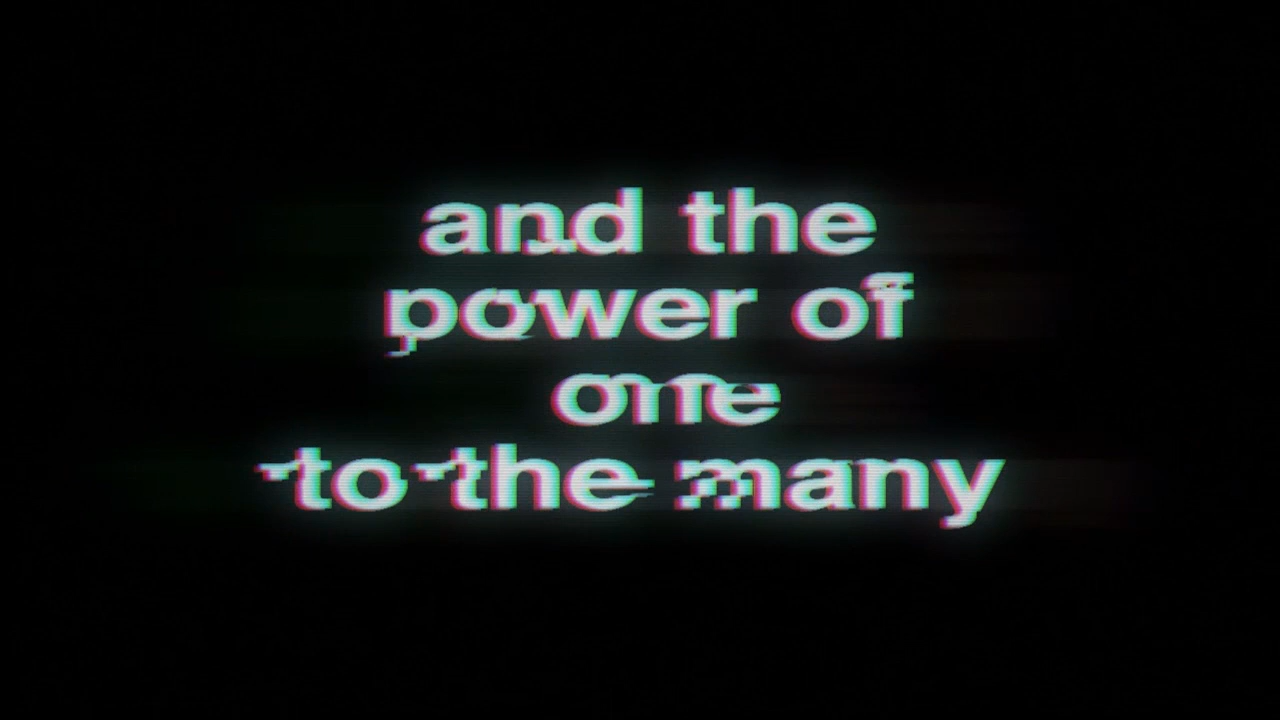 and the
power of
one
to the many